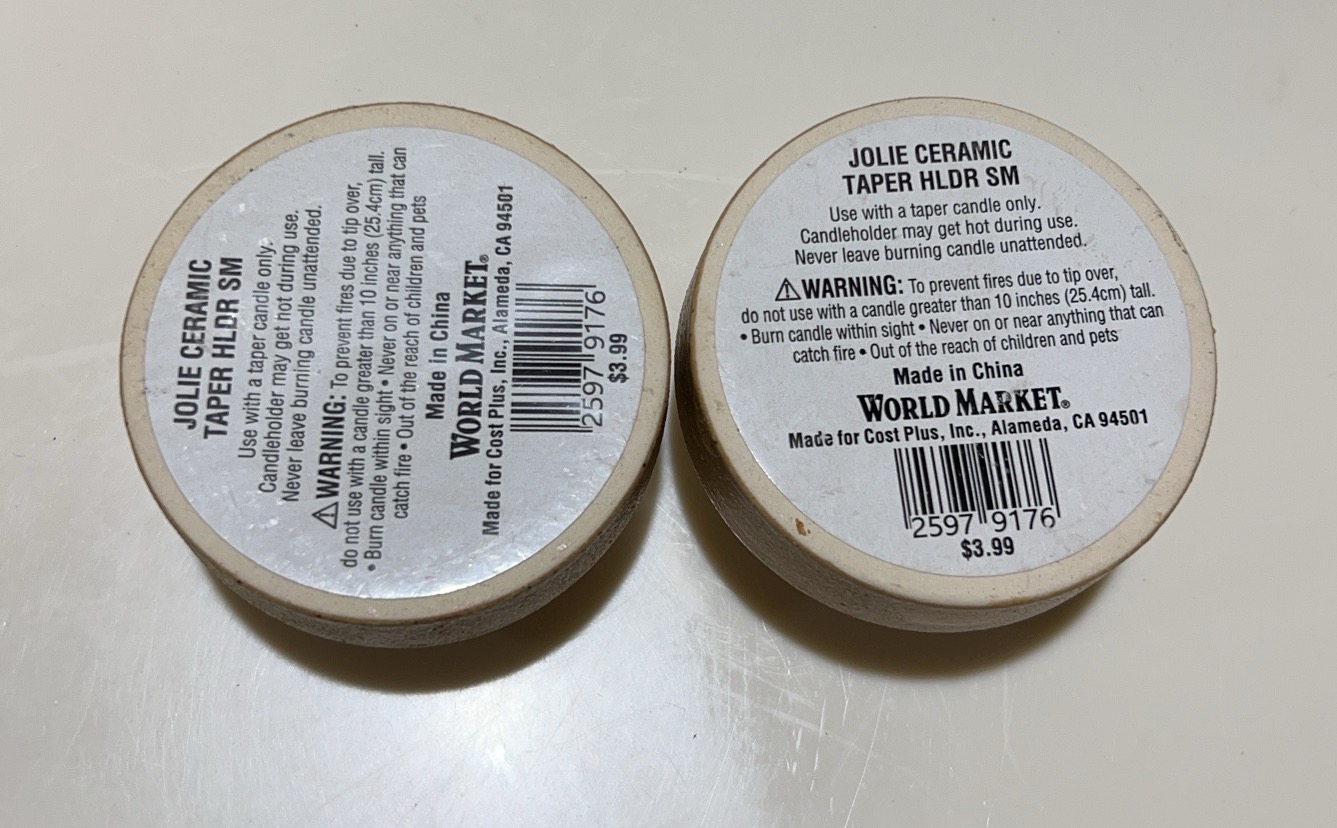 JOLIE CERAMIC
TAPER HLDR SM
Use with a taper candle only.
Candleholder may get hot during use.
Never leave burning candle unattended.
⚠ WARNING: To prevent fires due to tip over,
do not use with a candle greater than 10 inches (25.4cm) tall.
• Burn candle within sight • Never on or near anything that can
catch fire • Out of the reach of children and pets
Made in China
WORLD MARKET®
Made for Cost Plus, Inc., Alameda, CA 94501
2597 9176
$3.99
JOLIE CERAMIC
TAPER HLDR SM
Use with a taper candle only.
Candleholder may get hot during use.
Never leave burning candle unattended.
⚠ WARNING: To prevent fires due to tip over,
do not use with a candle greater than 10 inches (25.4cm) tall.
• Burn candle within sight • Never on or near anything that can
catch fire • Out of the reach of children and pets
Made in China
WORLD MARKET®
Made for Cost Plus, Inc., Alameda, CA 94501
2597 9176
$3.99